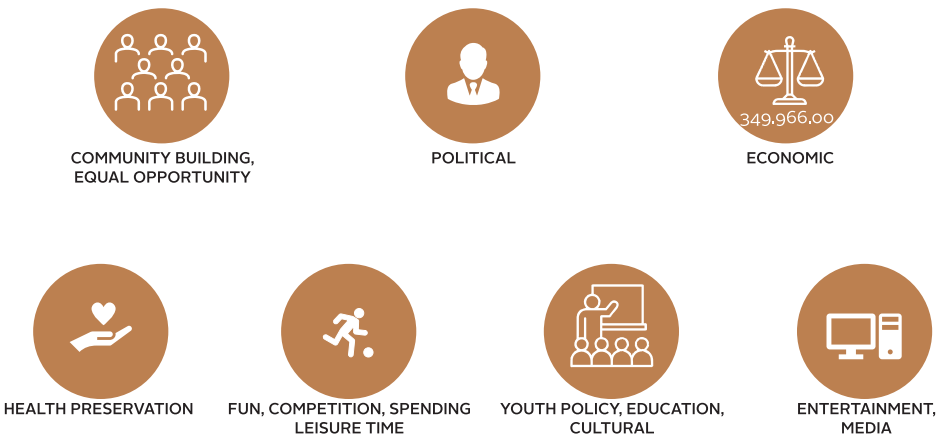 349.966.00
COMMUNITY BUILDING,
EQUAL OPPORTUNITY
POLITICAL
ECONOMIC
HEALTH PRESERVATION
FUN, COMPETITION, SPENDING
LEISURE TIME
YOUTH POLICY, EDUCATION,
CULTURAL
ENTERTAINMENT,
MEDIA